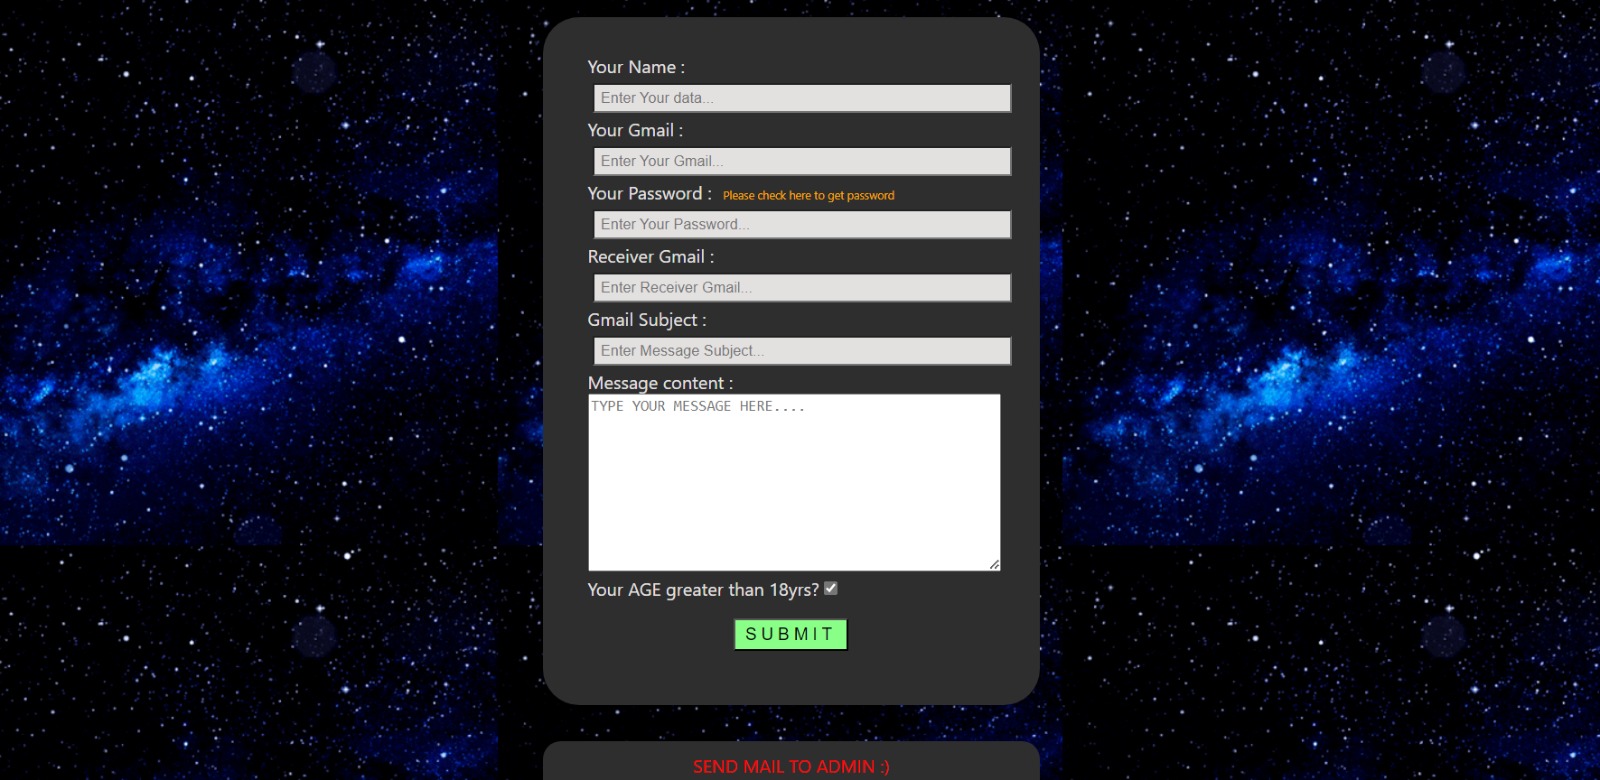 Your Name :
Enter Your data...
Your Gmail :
Enter Your Gmail...
Your Password : Please check here to get password
Enter Your Password...
Receiver Gmail :
Enter Receiver Gmail...
Gmail Subject :
Enter Message Subject...
Message content :
TYPE YOUR MESSAGE HERE....
Your AGE greater than 18yrs?
SUBMIT
SEND MAIL TO ADMIN :)